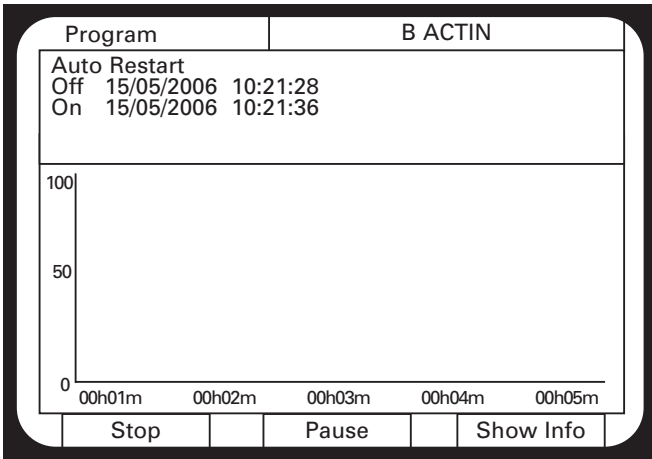 Program B ACTIN
Auto Restart
Off 15/05/2006 10:21:28
On 15/05/2006 10:21:36
100
50
0
00h01m 00h02m 00h03m 00h04m 00h05m
Stop Pause Show Info